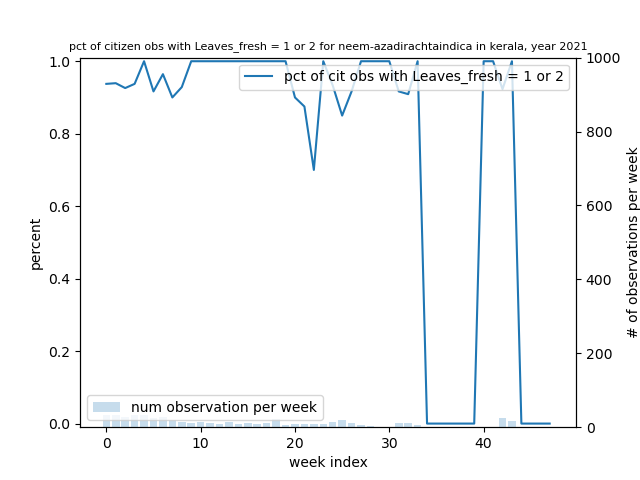 pct of citizen obs with Leaves_fresh = 1 or 2 for neem-azadirachtaindica in kerala, year 2021
pct of cit obs with Leaves_fresh = 1 or 2
num observation per week
percent
# of observations per week
week index
1.0
0.8
0.6
0.4
0.2
0.0
1000
800
600
400
200
0
0
10
20
30
40